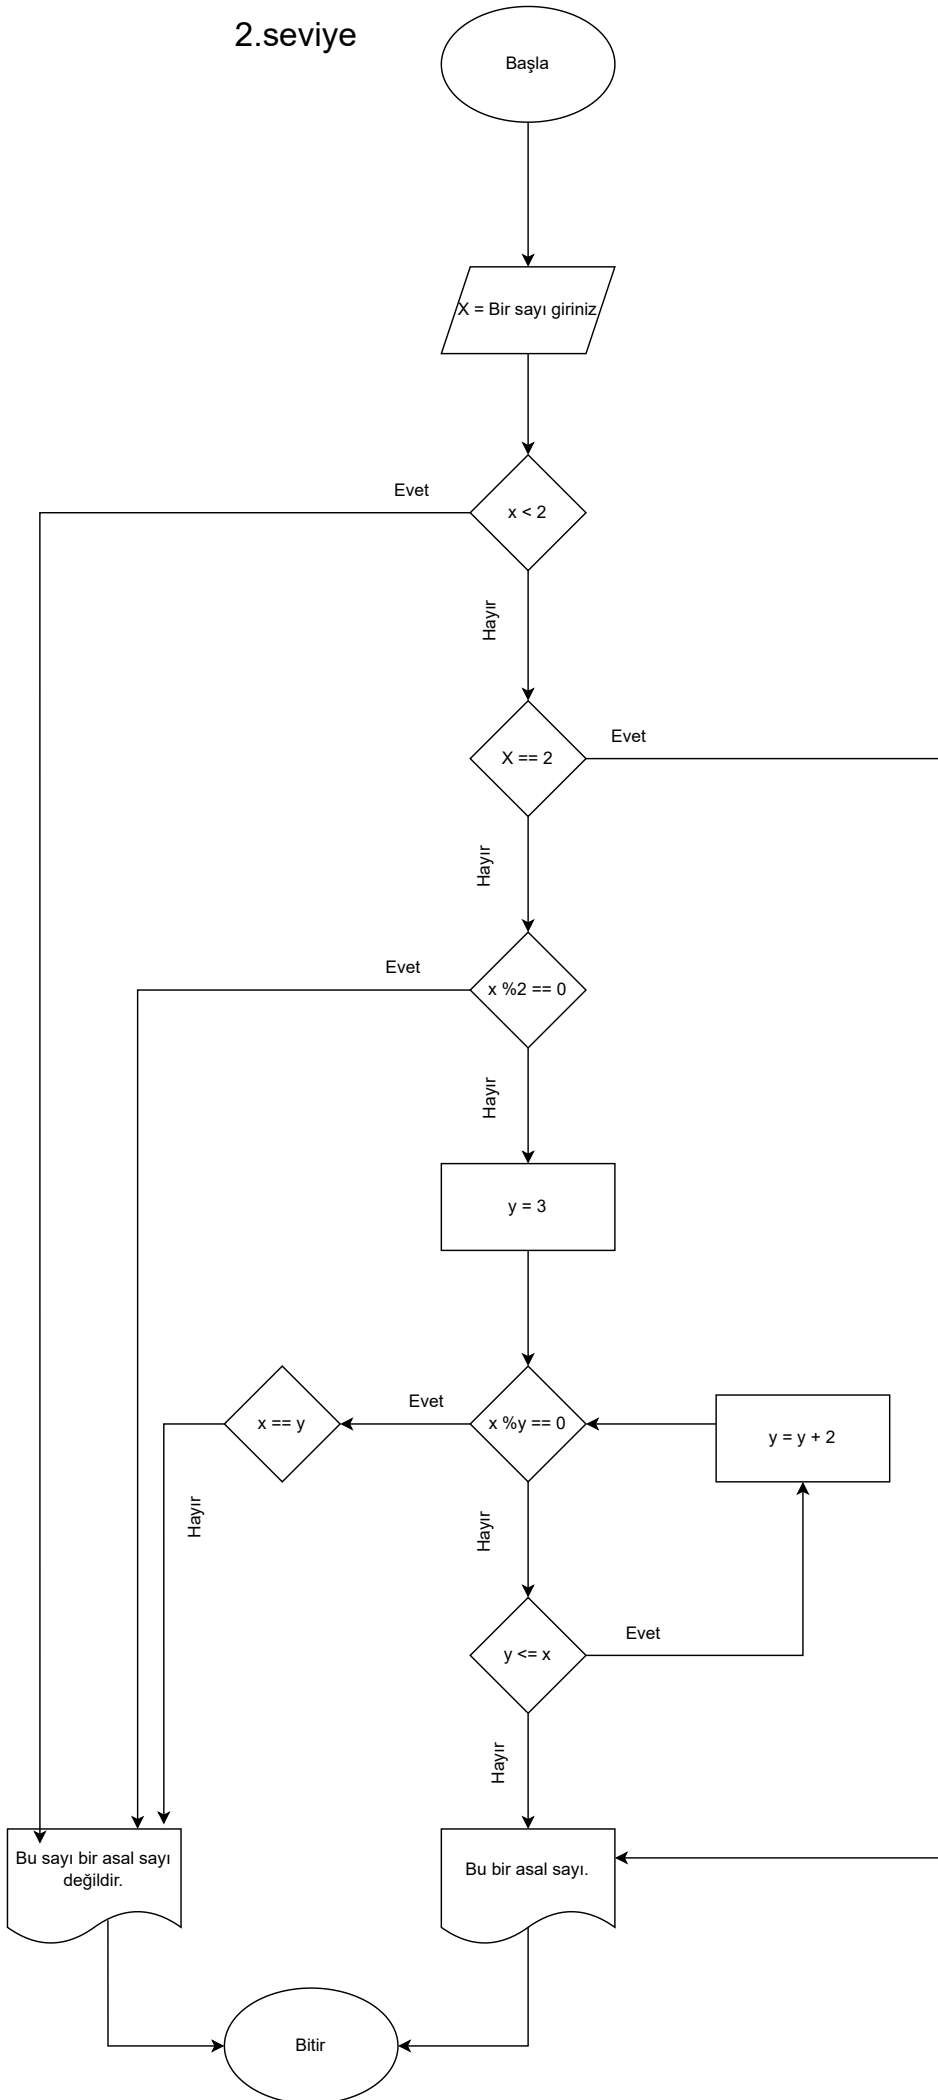 2.seviye
Başla
X = Bir sayı giriniz
Evet
x < 2
Hayır
Evet
X == 2
Hayır
Evet
x %2 == 0
Hayır
y = 3
Evet
x == y
x %y == 0
y = y + 2
Hayır
Hayır
Evet
y <= x
Hayır
Bu sayı bir asal sayı
değildir.
Bu bir asal sayı.
Bitir